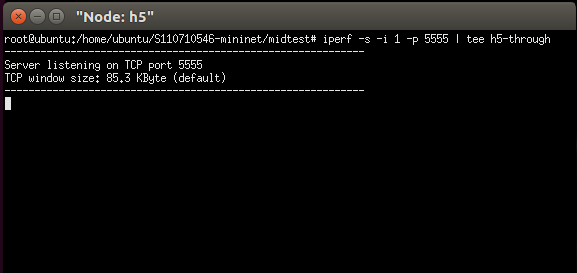 "Node: h5"
root@ubuntu:/home/ubuntu/S110710546-mininet/midtest# iperf -s -i 1 -p 5555 | tee h5-through
------------------------------------------------------------
Server listening on TCP port 5555
TCP window size: 85.3 KByte (default)
------------------------------------------------------------